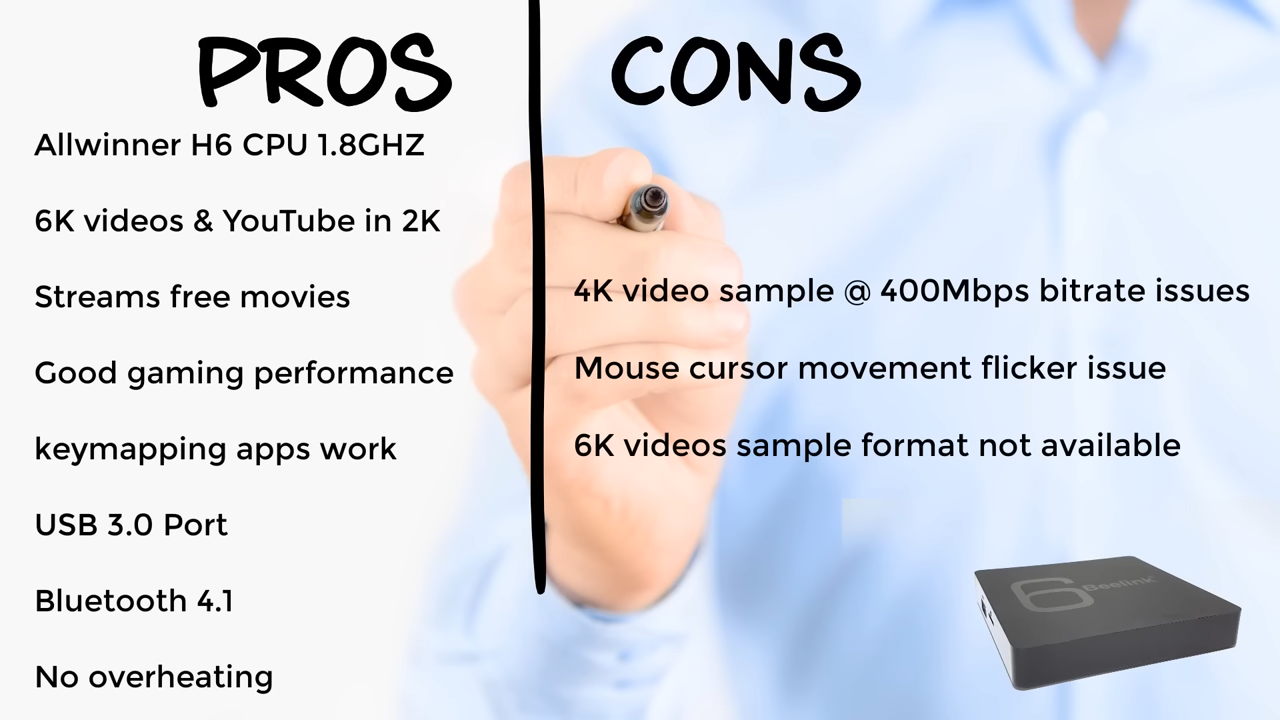 PROS
Allwinner H6 CPU 1.8GHZ
6K videos & YouTube in 2K
Streams free movies
Good gaming performance
keymapping apps work
USB 3.0 Port
Bluetooth 4.1
No overheating
CONS
4K video sample @ 400Mbps bitrate issues
Mouse cursor movement flicker issue
6K videos sample format not available
6 Beelink